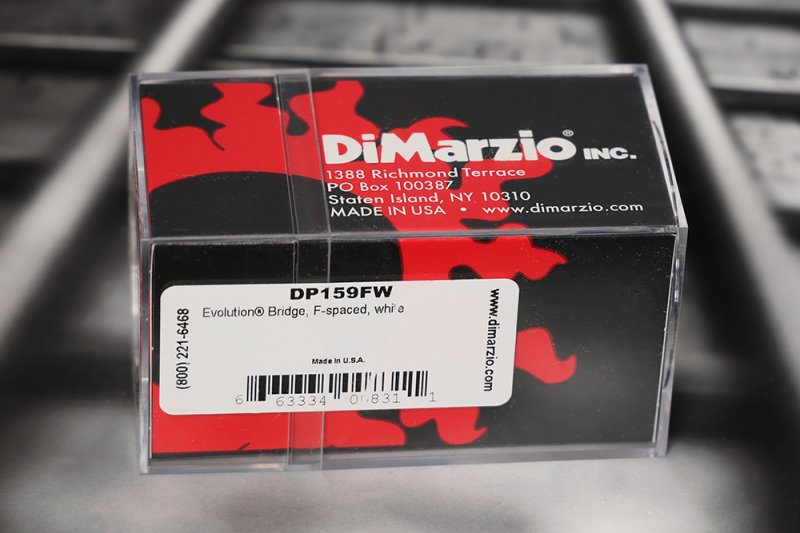 DiMarzio® INC.
1388 Richmond Terrace
PO Box 100387
Staten Island, NY 10310
MADE IN USA • www.dimarzio.com
DP159FW
Evolution® Bridge, F-spaced, white
(800) 221-6468
www.dimarzio.com
Made in U.S.A.
6 63334 00831 1